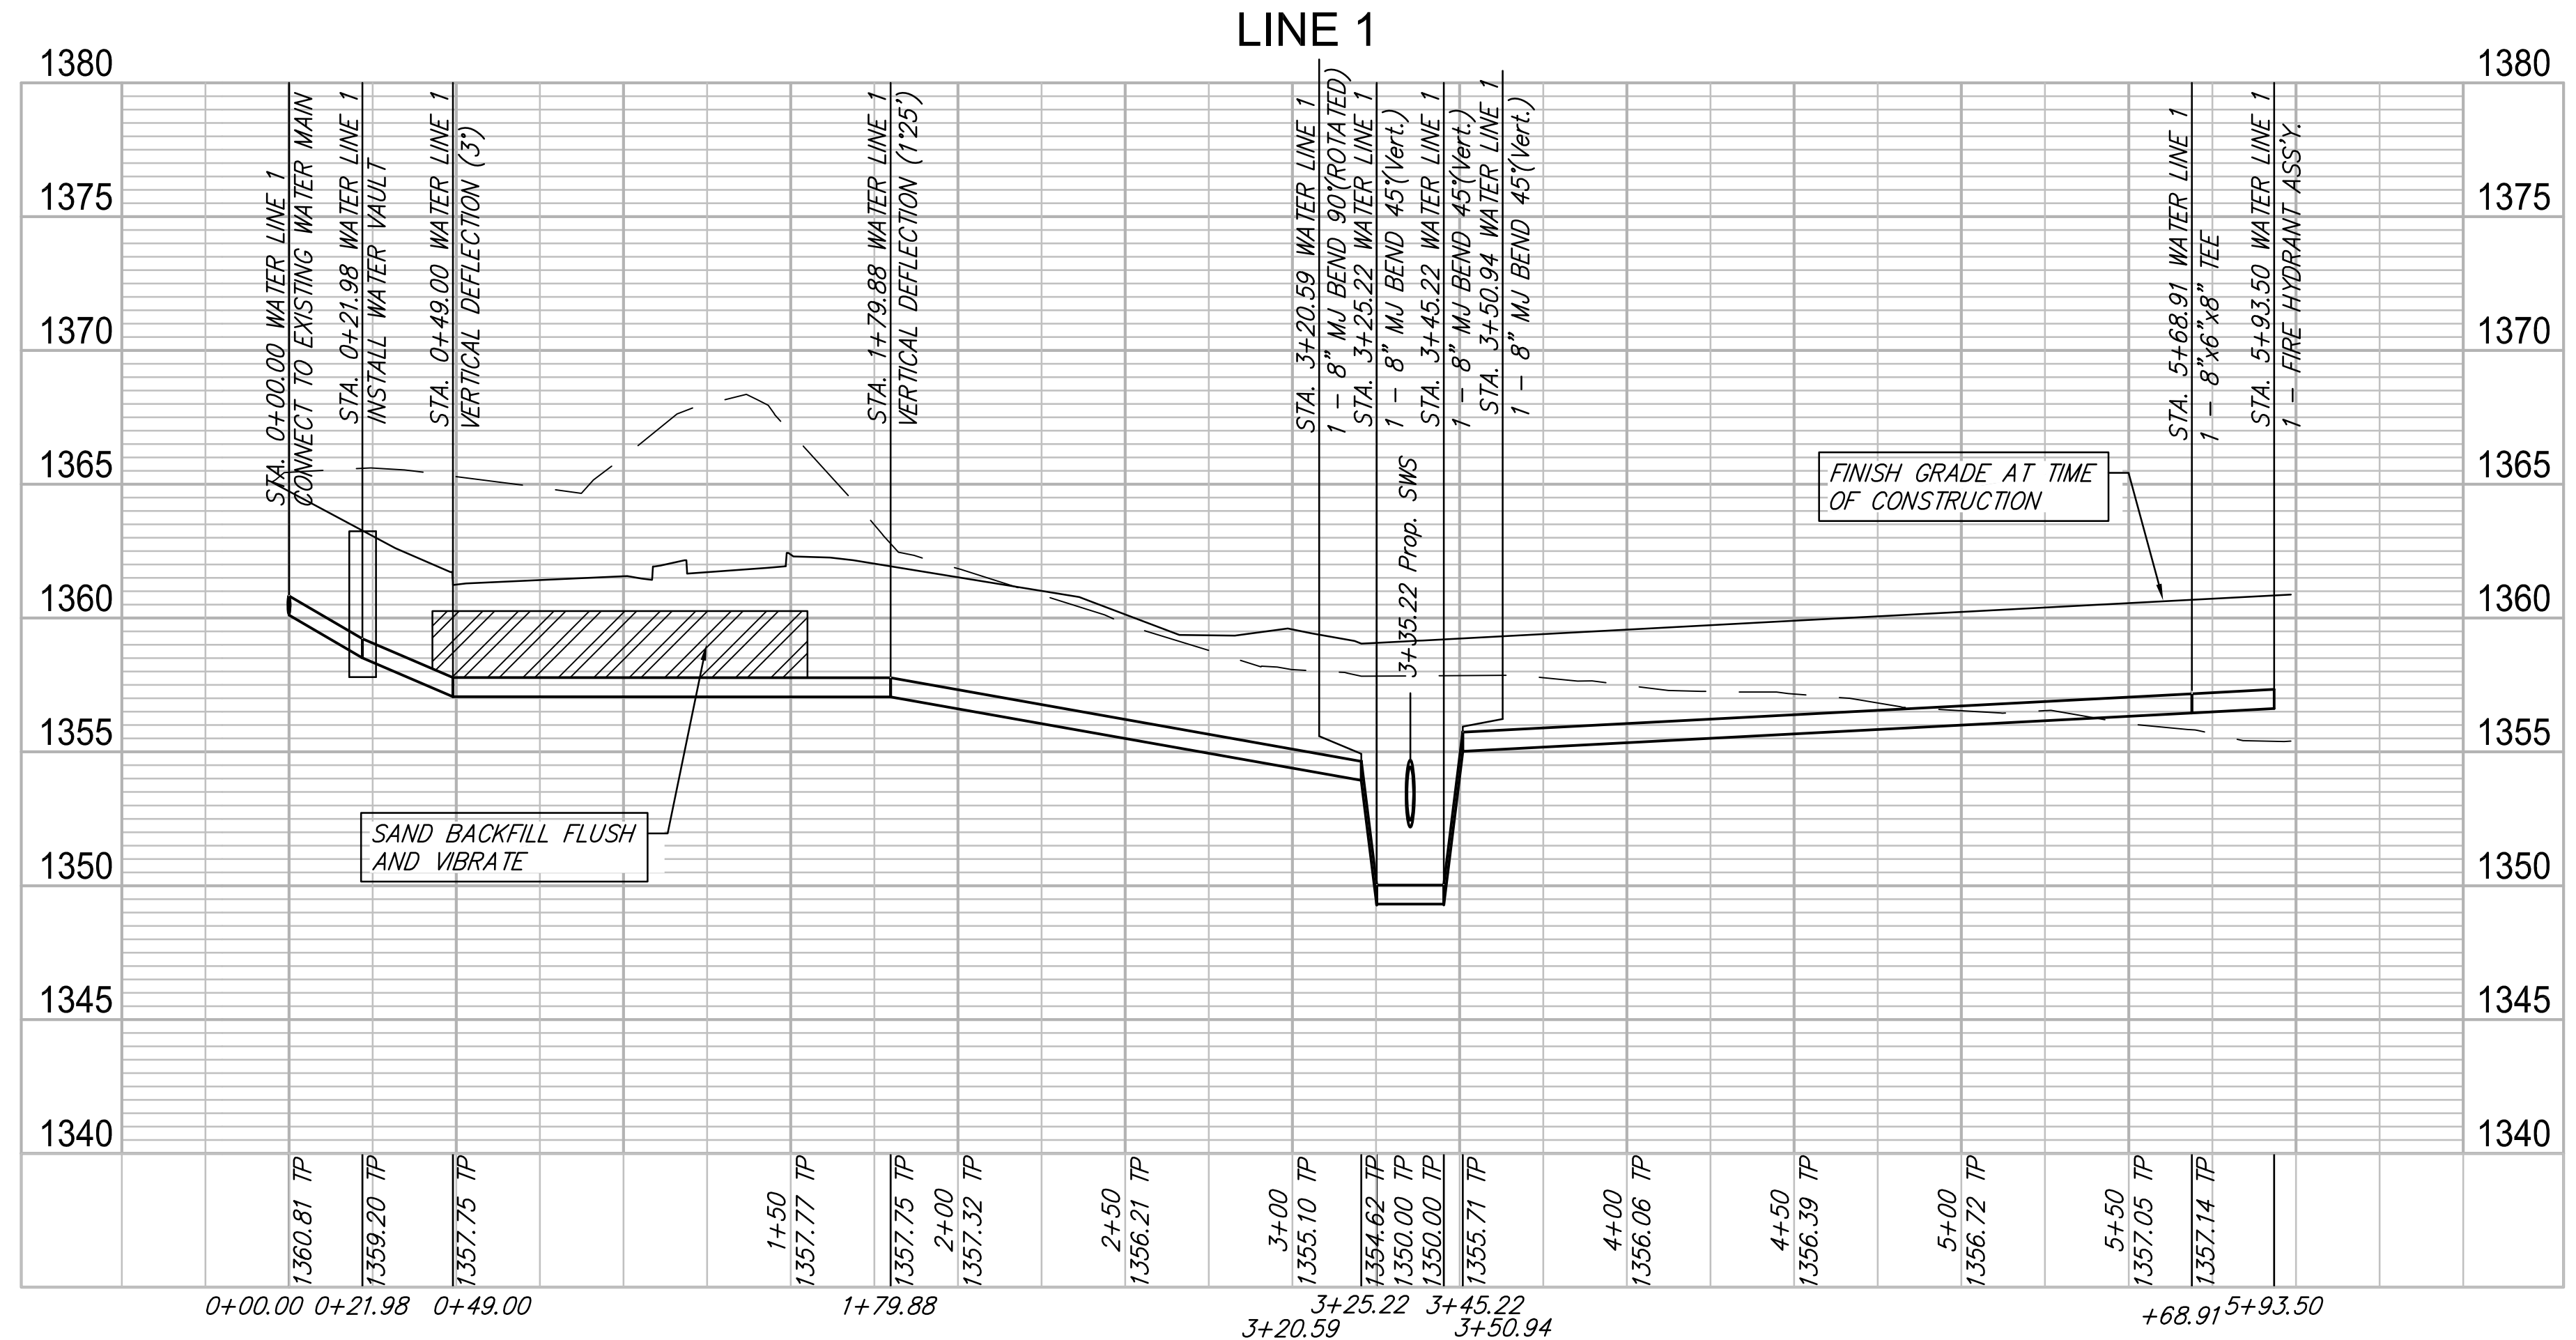 LINE 1
1380
1380
1375
1375
1370
1370
1365
1365
1360
1360
1355
1355
1350
1350
1345
1345
1340
1340
STA. 0+00.00 WATER LINE 1
CONNECT TO EXISTING WATER MAIN
STA. 0+21.98 WATER LINE 1
INSTALL WATER VAULT
STA. 0+49.00 WATER LINE 1
VERTICAL DEFLECTION (3°)
STA. 1+79.88 WATER LINE 1
VERTICAL DEFLECTION (1°25')
STA. 3+20.59 WATER LINE 1
1 - 8" MJ BEND 90°(ROTATED)
STA. 3+25.22 WATER LINE 1
1 - 8" MJ BEND 45°(Vert.)
STA. 3+45.22 WATER LINE 1
1 - 8" MJ BEND 45°(Vert.)
STA. 3+50.94 WATER LINE 1
1 - 8" MJ BEND 45°(Vert.)
STA. 5+68.91 WATER LINE 1
1 - 8"x6"x8" TEE
STA. 5+93.50 WATER LINE 1
1 - FIRE HYDRANT ASS'Y.
3+35.22 Prop. SWS
FINISH GRADE AT TIME
OF CONSTRUCTION
SAND BACKFILL FLUSH
AND VIBRATE
1360.81 TP
1359.20 TP
1357.75 TP
1+50
1357.77 TP
1357.75 TP
2+00
1357.32 TP
2+50
1356.21 TP
3+00
1355.10 TP
1354.62 TP
1350.00 TP
1350.00 TP
1355.71 TP
4+00
1356.06 TP
4+50
1356.39 TP
5+00
1356.72 TP
5+50
1357.05 TP
1357.14 TP
0+00.00
0+21.98
0+49.00
1+79.88
3+25.22
3+45.22
3+20.59
3+50.94
+68.91
5+93.50